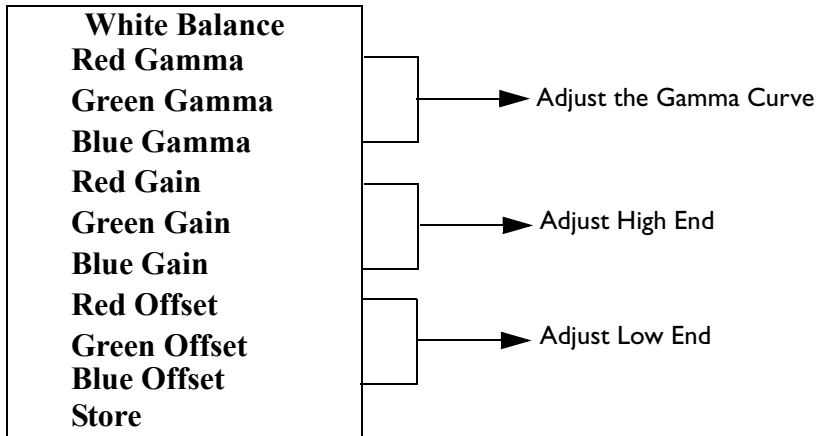 White Balance
Red Gamma
Green Gamma
Blue Gamma
Red Gain
Green Gain
Blue Gain
Red Offset
Green Offset
Blue Offset
Store
Adjust the Gamma Curve
Adjust High End
Adjust Low End